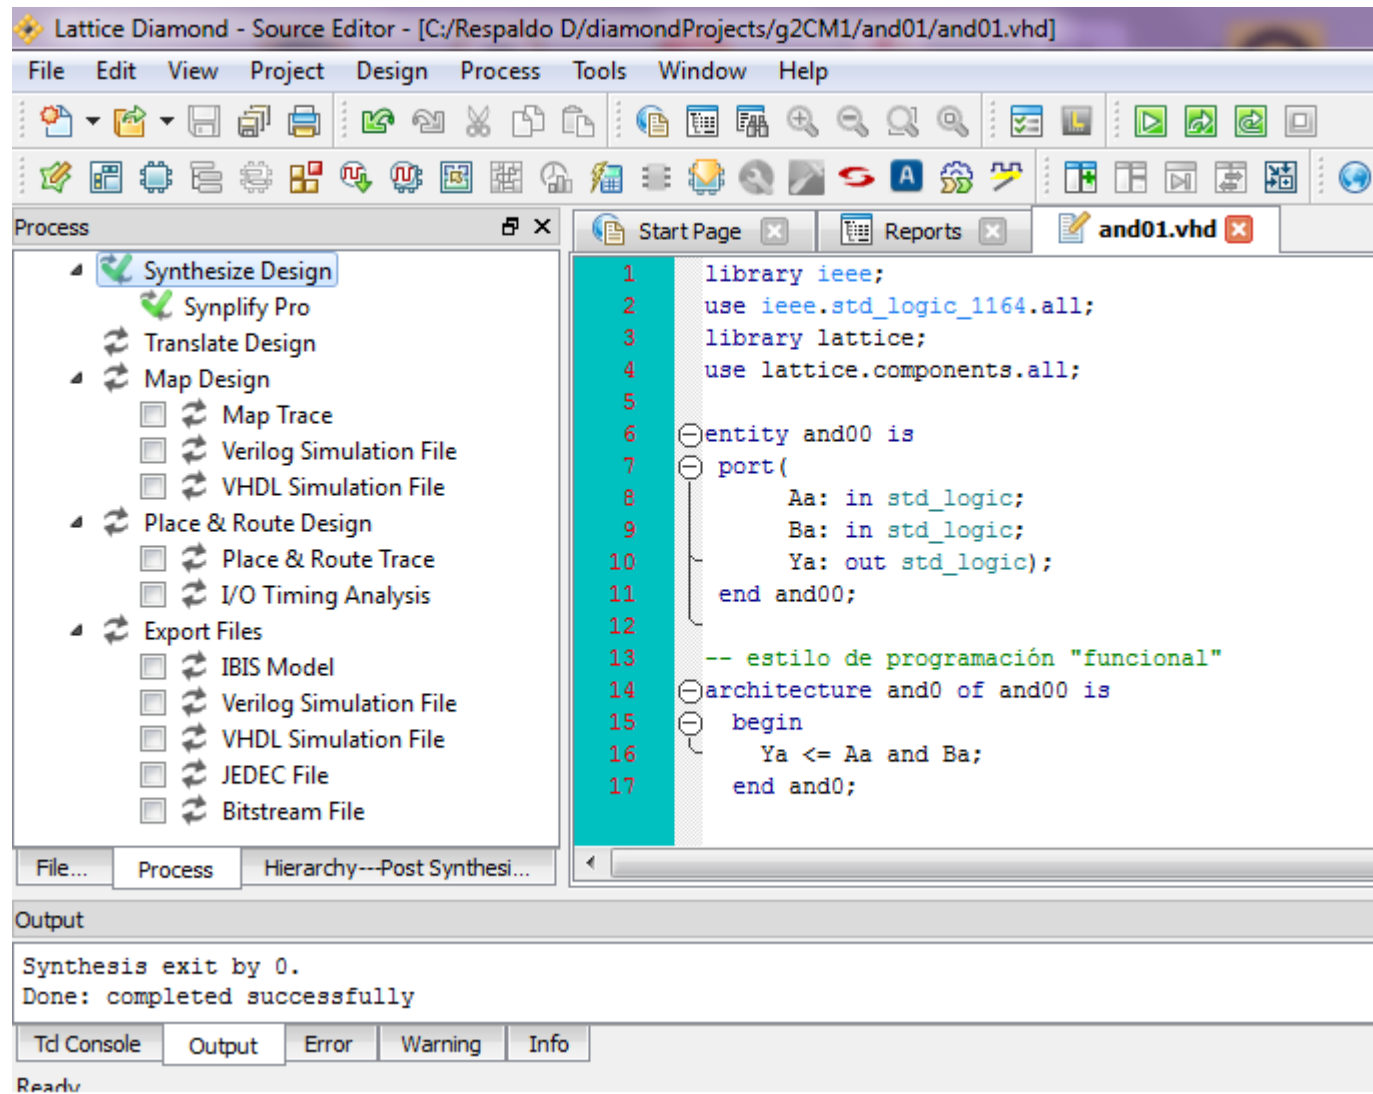 Lattice Diamond - Source Editor - [C:/Respaldo D/diamondProjects/g2CM1/and01/and01.vhd]
File Edit View Project Design Process Tools Window Help
Process
Synthesize Design
Synplify Pro
Translate Design
Map Design
Map Trace
Verilog Simulation File
VHDL Simulation File
Place & Route Design
Place & Route Trace
I/O Timing Analysis
Export Files
IBIS Model
Verilog Simulation File
VHDL Simulation File
JEDEC File
Bitstream File
File... Process Hierarchy---Post Synthesi...
Start Page Reports and01.vhd
1 library ieee;
2 use ieee.std_logic_1164.all;
3 library lattice;
4 use lattice.components.all;
5
6 entity and00 is
7 port(
8 Aa: in std_logic;
9 Ba: in std_logic;
10 Ya: out std_logic);
11 end and00;
12
13 -- estilo de programación "funcional"
14 architecture and0 of and00 is
15 begin
16 Ya <= Aa and Ba;
17 end and0;
Output
Synthesis exit by 0.
Done: completed successfully
Tcl Console Output Error Warning Info
Ready